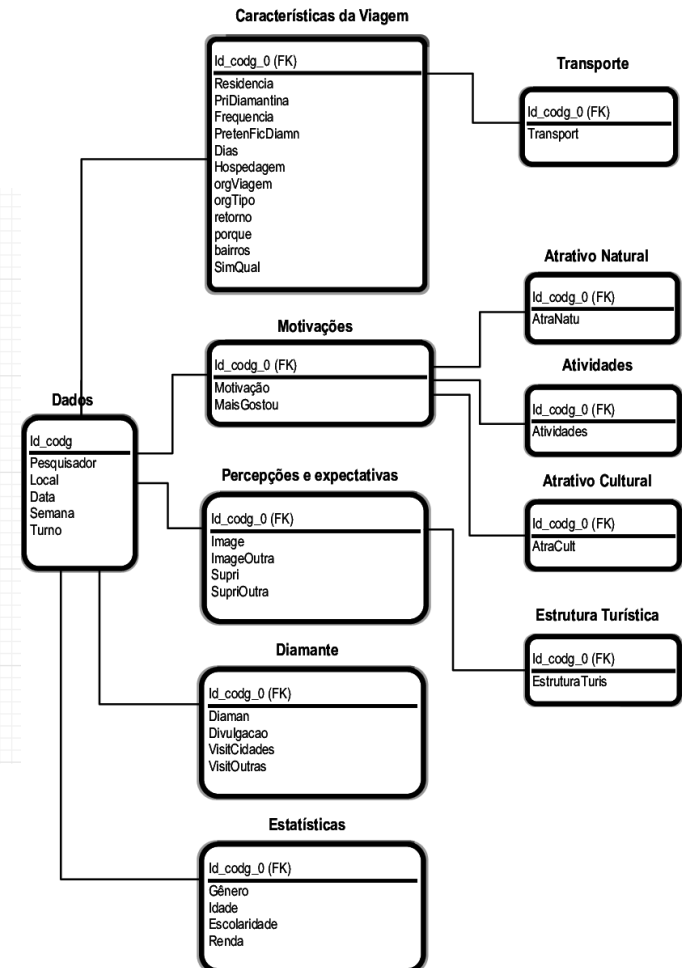 Características da Viagem
Id_codg_0 (FK)
Residencia
PriDiamantina
Frequencia
PretenFicDiamn
Dias
Hospedagem
orgViagem
orgTipo
retorno
porque
bairros
SimQual
Transporte
Id_codg_0 (FK)
Transport
Atrativo Natural
Id_codg_0 (FK)
AtraNatu
Motivações
Id_codg_0 (FK)
Motivação
MaisGostou
Atividades
Id_codg_0 (FK)
Atividades
Dados
Id_codg
Pesquisador
Local
Data
Semana
Turno
Percepções e expectativas
Id_codg_0 (FK)
Image
ImageOutra
Supri
SupriOutra
Atrativo Cultural
Id_codg_0 (FK)
AtraCult
Estrutura Turística
Id_codg_0 (FK)
EstruturaTuris
Diamante
Id_codg_0 (FK)
Diaman
Divulgacao
VisitCidades
VisitOutras
Estatísticas
Id_codg_0 (FK)
Gênero
Idade
Escolaridade
Renda